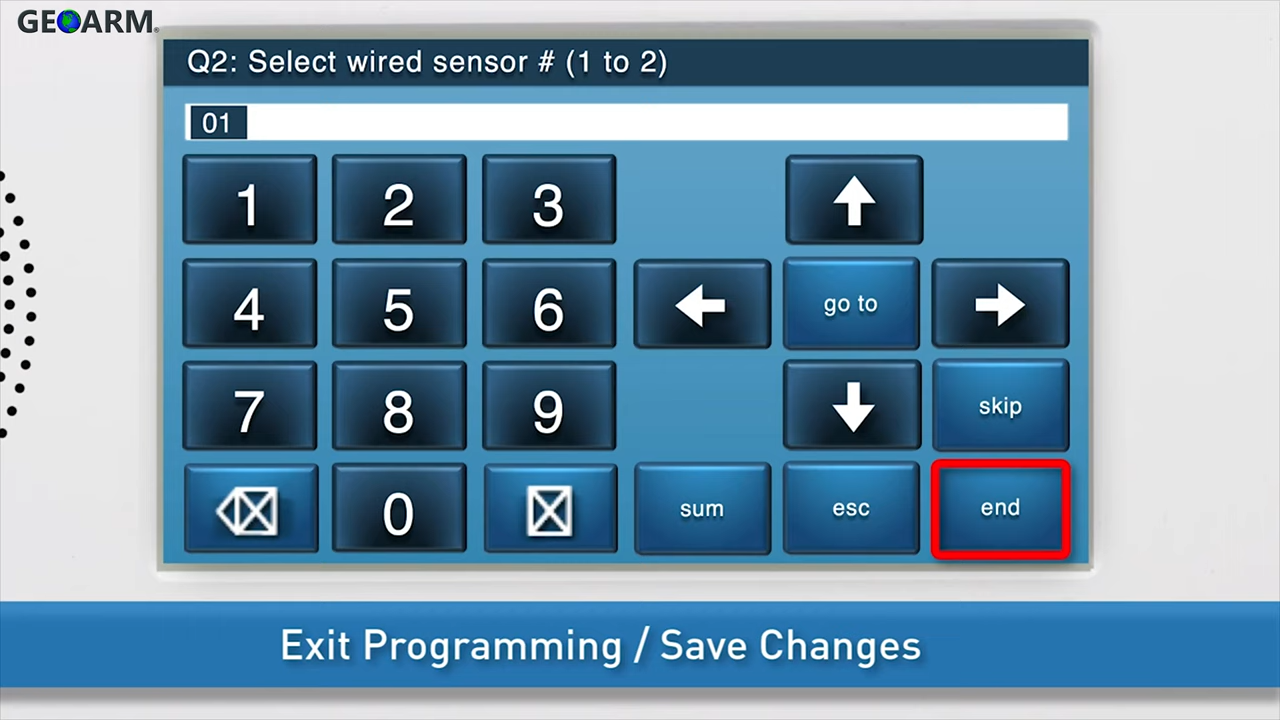 GEOARM®
Q2: Select wired sensor # (1 to 2)
01
1 2 3
4 5 6 go to
7 8 9 skip
0 sum esc end
Exit Programming / Save Changes